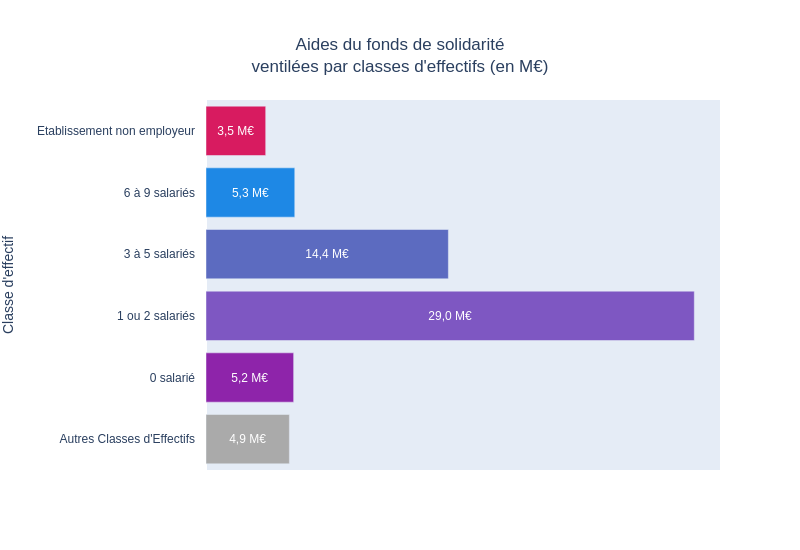 Aides du fonds de solidarité
ventilées par classes d'effectifs (en M€)
Classe d'effectif
Etablissement non employeur
3,5 M€
6 à 9 salariés
5,3 M€
3 à 5 salariés
14,4 M€
1 ou 2 salariés
29,0 M€
0 salarié
5,2 M€
Autres Classes d'Effectifs
4,9 M€